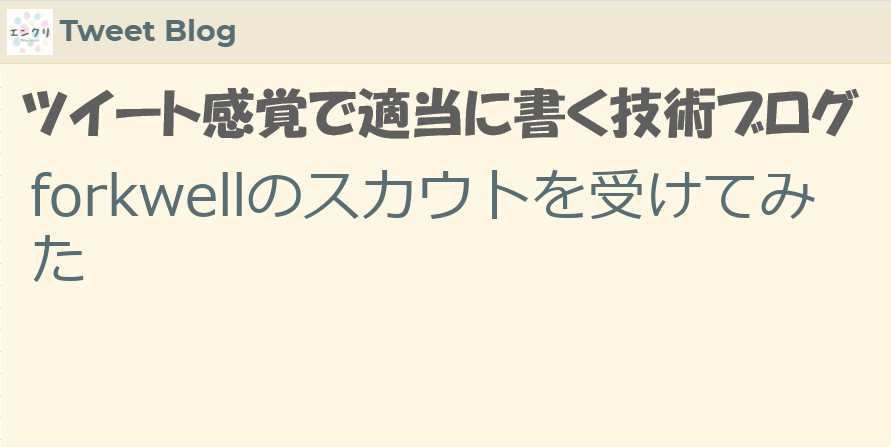 エンクリ
Tweet Blog
ツイート感覚で適当に書く技術ブログ
forkwellのスカウトを受けてみ
た